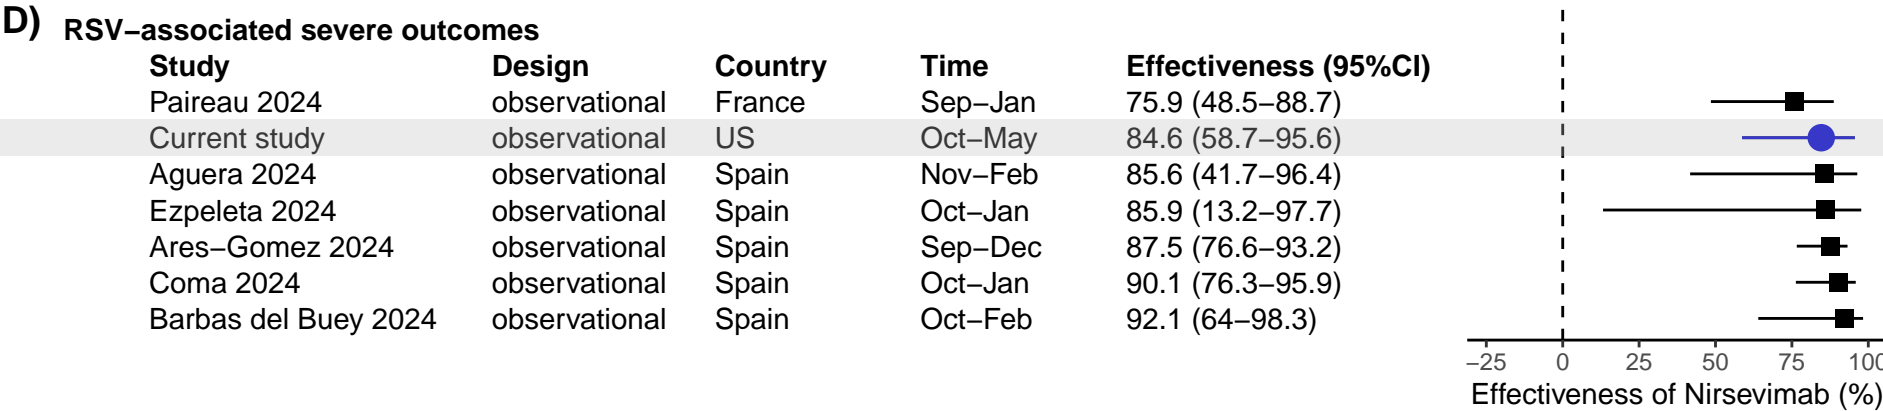 D) RSV−associated severe outcomes
Study Design Country Time Effectiveness (95%CI)
Paireau 2024 observational France Sep−Jan 75.9 (48.5−88.7)
Current study observational US Oct−May 84.6 (58.7−95.6)
Aguera 2024 observational Spain Nov−Feb 85.6 (41.7−96.4)
Ezpeleta 2024 observational Spain Oct−Jan 85.9 (13.2−97.7)
Ares−Gomez 2024 observational Spain Sep−Dec 87.5 (76.6−93.2)
Coma 2024 observational Spain Oct−Jan 90.1 (76.3−95.9)
Barbas del Buey 2024 observational Spain Oct−Feb 92.1 (64−98.3)
−25 0 25 50 75 100
Effectiveness of Nirsevimab (%)